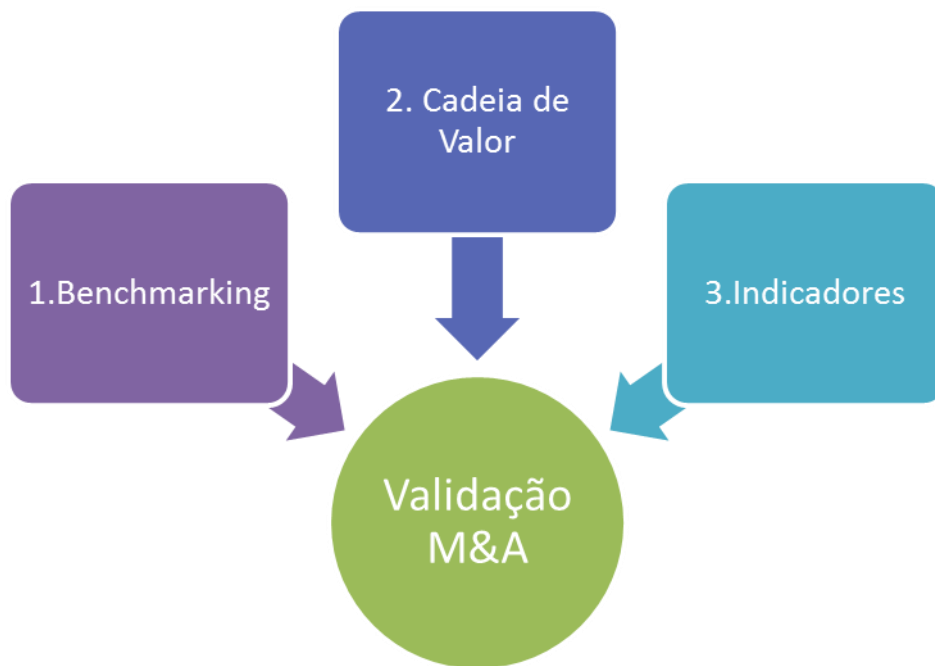 1.Benchmarking
2. Cadeia de
Valor
3.Indicadores
Validação
M&A